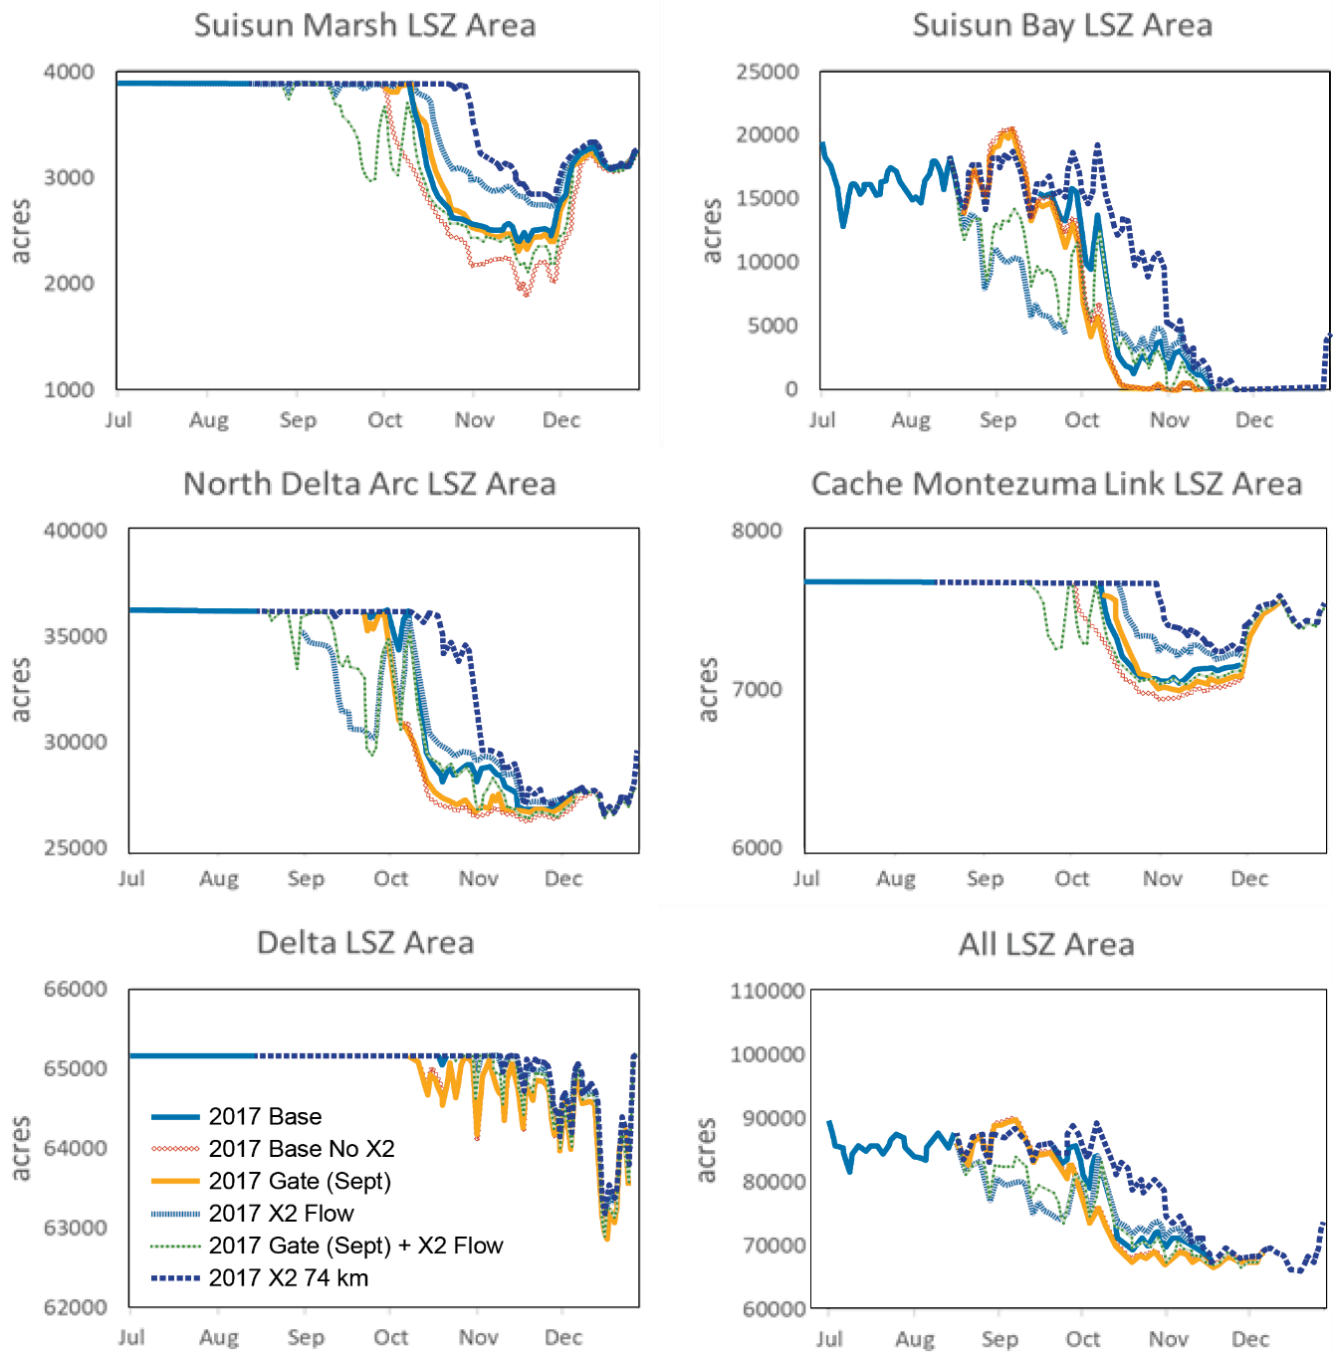 Suisun Marsh LSZ Area
4000
3000
2000
1000
acres
Jul Aug Sep Oct Nov Dec
Suisun Bay LSZ Area
25000
20000
15000
10000
5000
0
acres
Jul Aug Sep Oct Nov Dec
North Delta Arc LSZ Area
40000
35000
30000
25000
acres
Jul Aug Sep Oct Nov Dec
Cache Montezuma Link LSZ Area
8000
7000
6000
acres
Jul Aug Sep Oct Nov Dec
Delta LSZ Area
66000
65000
64000
63000
62000
acres
2017 Base
2017 Base No X2
2017 Gate (Sept)
2017 X2 Flow
2017 Gate (Sept) + X2 Flow
2017 X2 74 km
Jul Aug Sep Oct Nov Dec
All LSZ Area
110000
100000
90000
80000
70000
60000
acres
Jul Aug Sep Oct Nov Dec